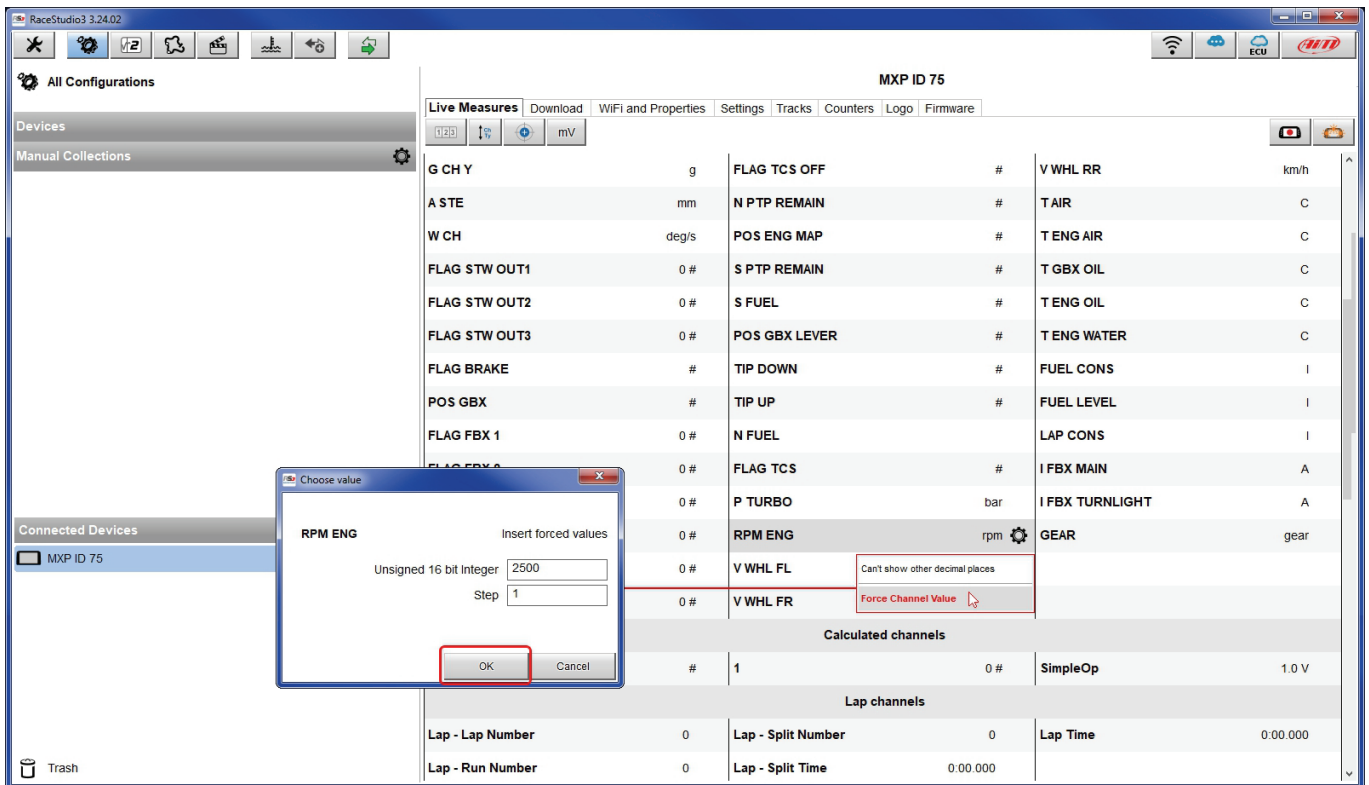 RaceStudio3 3.24.02
ECU
AiM
All Configurations
MXP ID 75
Live Measures Download WiFi and Properties Settings Tracks Counters Logo Firmware
Devices
123 mV
Manual Collections
G CH Y g FLAG TCS OFF # V WHL RR km/h
A STE mm N PTP REMAIN # T AIR C
W CH deg/s POS ENG MAP # T ENG AIR C
FLAG STW OUT1 0 # S PTP REMAIN # T GBX OIL C
FLAG STW OUT2 0 # S FUEL # T ENG OIL C
FLAG STW OUT3 0 # POS GBX LEVER # T ENG WATER C
FLAG BRAKE # TIP DOWN # FUEL CONS l
POS GBX # TIP UP # FUEL LEVEL l
FLAG FBX 1 0 # N FUEL LAP CONS l
0 # FLAG TCS # I FBX MAIN A
0 # P TURBO bar I FBX TURNLIGHT A
0 # RPM ENG rpm GEAR gear
0 # V WHL FL
0 # V WHL FR
Can't show other decimal places
Force Channel Value
Choose value
RPM ENG Insert forced values
Unsigned 16 bit Integer 2500
Step 1
OK Cancel
Connected Devices
MXP ID 75
Calculated channels
# 1 0 # SimpleOp 1.0 V
Lap channels
Lap - Lap Number 0 Lap - Split Number 0 Lap Time 0:00.000
Lap - Run Number 0 Lap - Split Time 0:00.000
Trash